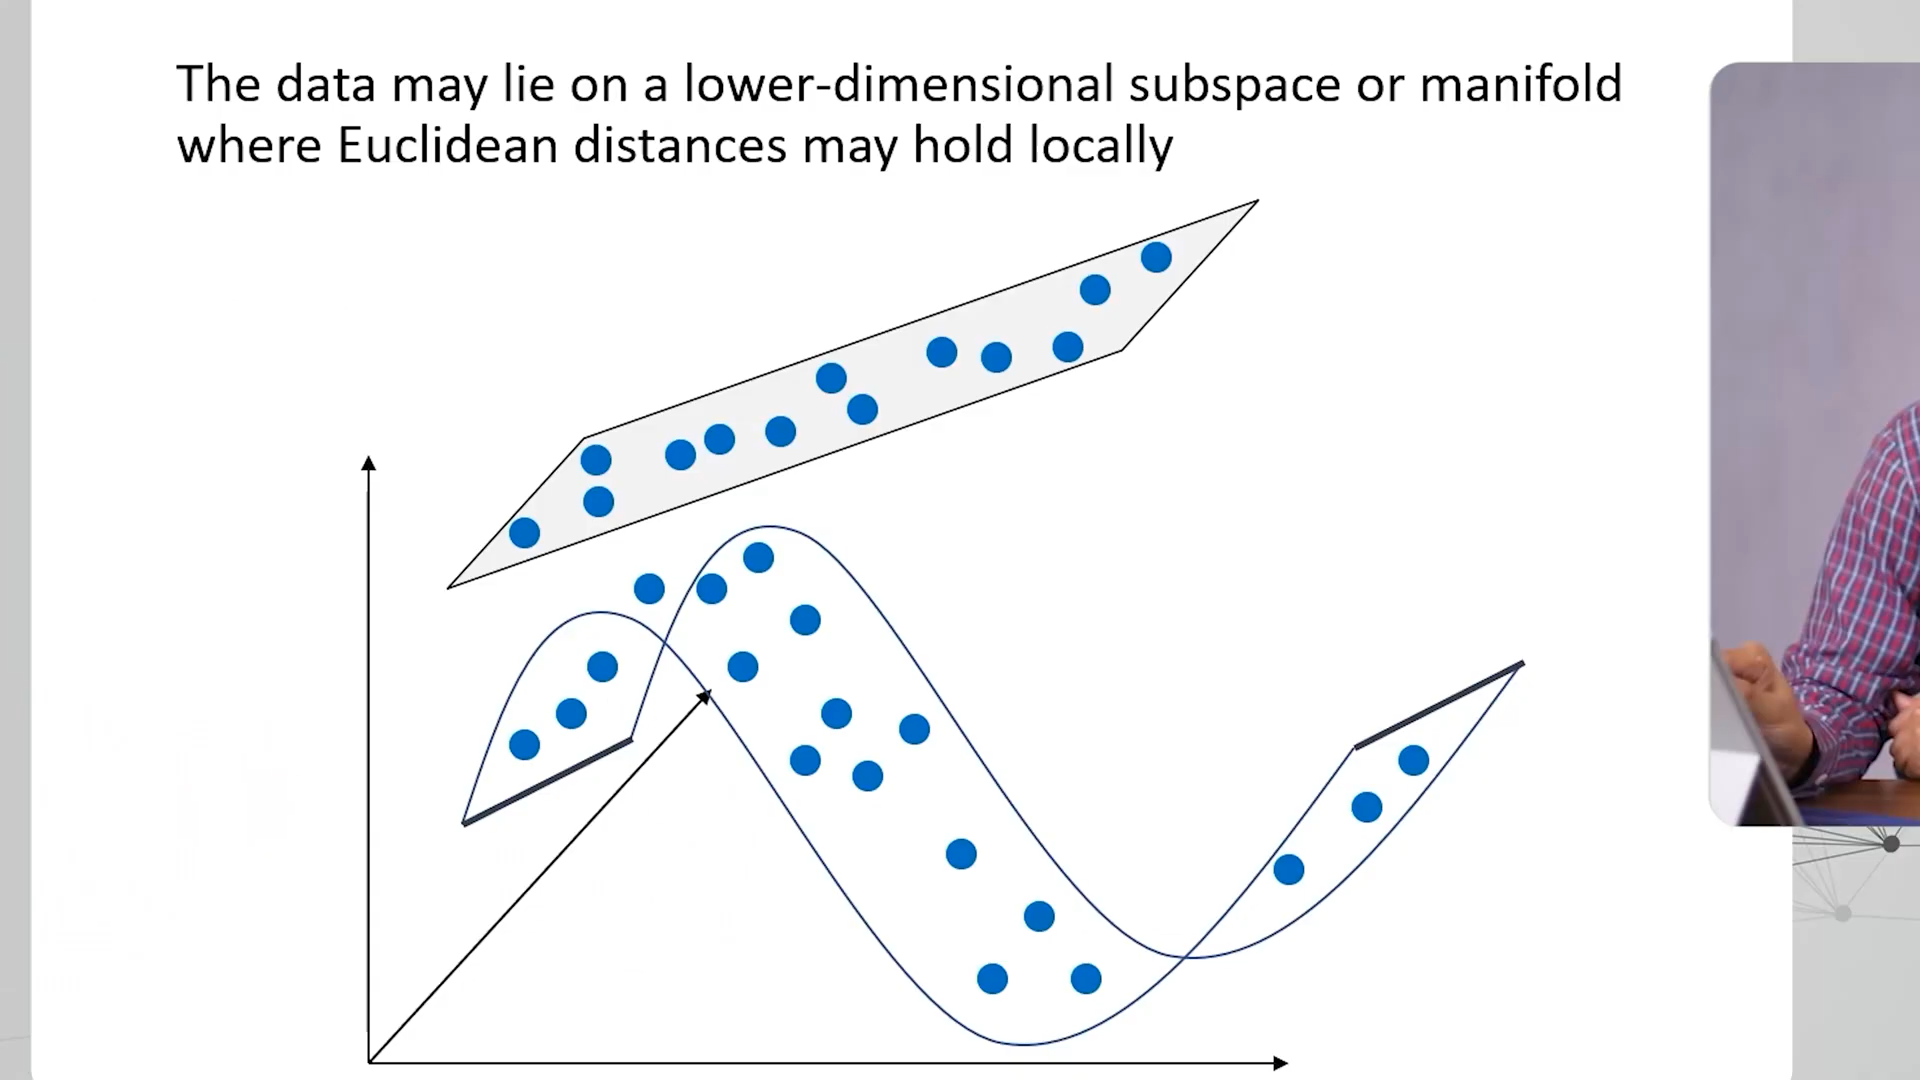 The data may lie on a lower-dimensional subspace or manifold
where Euclidean distances may hold locally